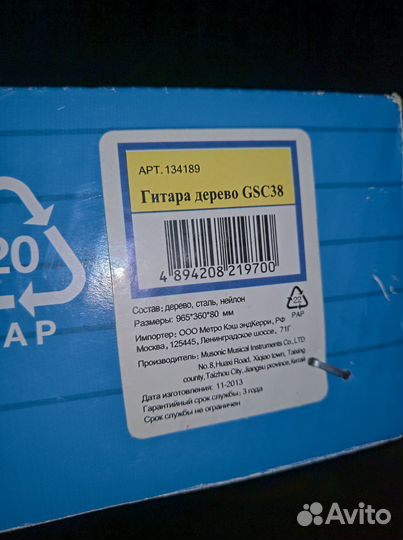 АРТ. 134189
Гитара дерево GSC38
4 894208 219700
Состав: дерево, сталь, нейлон
Размеры: 965*360*80 мм
Импортер: ООО Метро Кэш эндКерри, РФ
Москва, 125445, Ленинградское шоссе, 71Г
Производитель: Musonic Musical Instruments Co., LTD
No.8, Huaxi Road, Xiqiao town, Taixing
county, Taizhou City, Jiangsu province, Китай
Дата изготовления: 11-2013
Гарантийный срок службы: 3 года
Срок службы не ограничен
22
PAP
20
PAP
Avito